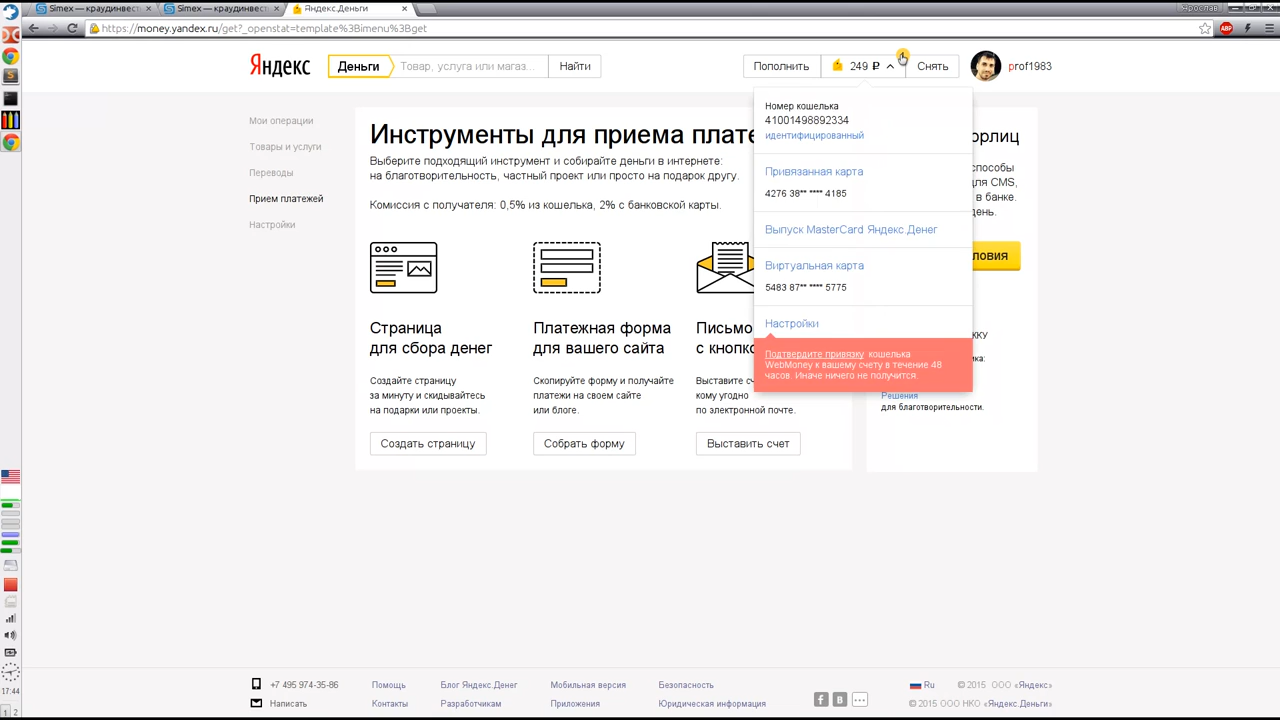 Simex — краудинвест
Simex — краудинвест
Яндекс.Деньги
Ярослав
https://money.yandex.ru/get?_openstat=template%3Bimenu%3Bget
ABP
Яндекс
Деньги
Товар, услуга или мага...
Найти
Пополнить
249 ₽
Снять
prof1983
Мои операции
Товары и услуги
Переводы
Прием платежей
Настройки
Инструменты для приема плате
Выберите подходящий инструмент и собирайте деньги в интернете:
на благотворительность, частный проект или просто на подарок другу.
Комиссия с получателя: 0,5% из кошелька, 2% с банковской карты.
Страница
для сбора денег
Создайте страницу
за минуту и скидывайтесь
на подарки или проекты.
Создать страницу
Платежная форма
для вашего сайта
Скопируйте форму и получайте
платежи на своем сайте
или блоге.
Собрать форму
Письмо
с кнопко
Выставите сч
кому угодно
по электронной почте.
Выставить счет
Номер кошелька
41001498892334
идентифицированный
Привязанная карта
4276 38** **** 4185
Выпуск MasterCard Яндекс.Денег
Виртуальная карта
5483 87** **** 5775
Настройки
Подтвердите привязку кошелька
WebMoney к вашему счету в течение 48
часов. Иначе ничего не получится.
орлиц
способы
для CMS,
в банке.
день.
ловия
ЖКУ
ика:
Решения
для благотворительности.
17:44
1 2
+7 495 974-35-86
Написать
Помощь
Контакты
Блог Яндекс.Денег
Разработчикам
Мобильная версия
Приложения
Безопасность
Юридическая информация
Ru
© 2015 ООО «Яндекс»
© 2015 ООО НКО «Яндекс.Деньги»